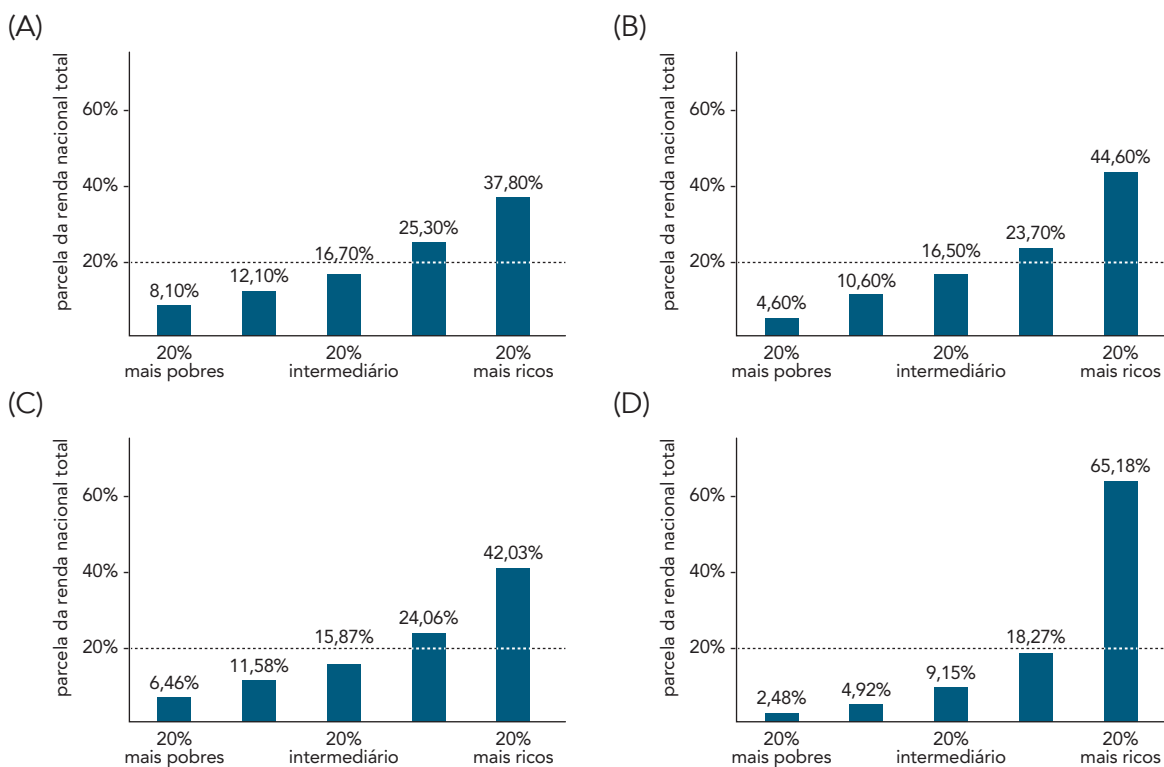 (A)
parcela da renda nacional total
60%
40%
20%
8,10%
12,10%
16,70%
25,30%
37,80%
20%
mais pobres
20%
intermediário
20%
mais ricos
(B)
parcela da renda nacional total
60%
40%
20%
4,60%
10,60%
16,50%
23,70%
44,60%
20%
mais pobres
20%
intermediário
20%
mais ricos
(C)
parcela da renda nacional total
60%
40%
20%
6,46%
11,58%
15,87%
24,06%
42,03%
20%
mais pobres
20%
intermediário
20%
mais ricos
(D)
parcela da renda nacional total
60%
40%
20%
2,48%
4,92%
9,15%
18,27%
65,18%
20%
mais pobres
20%
intermediário
20%
mais ricos